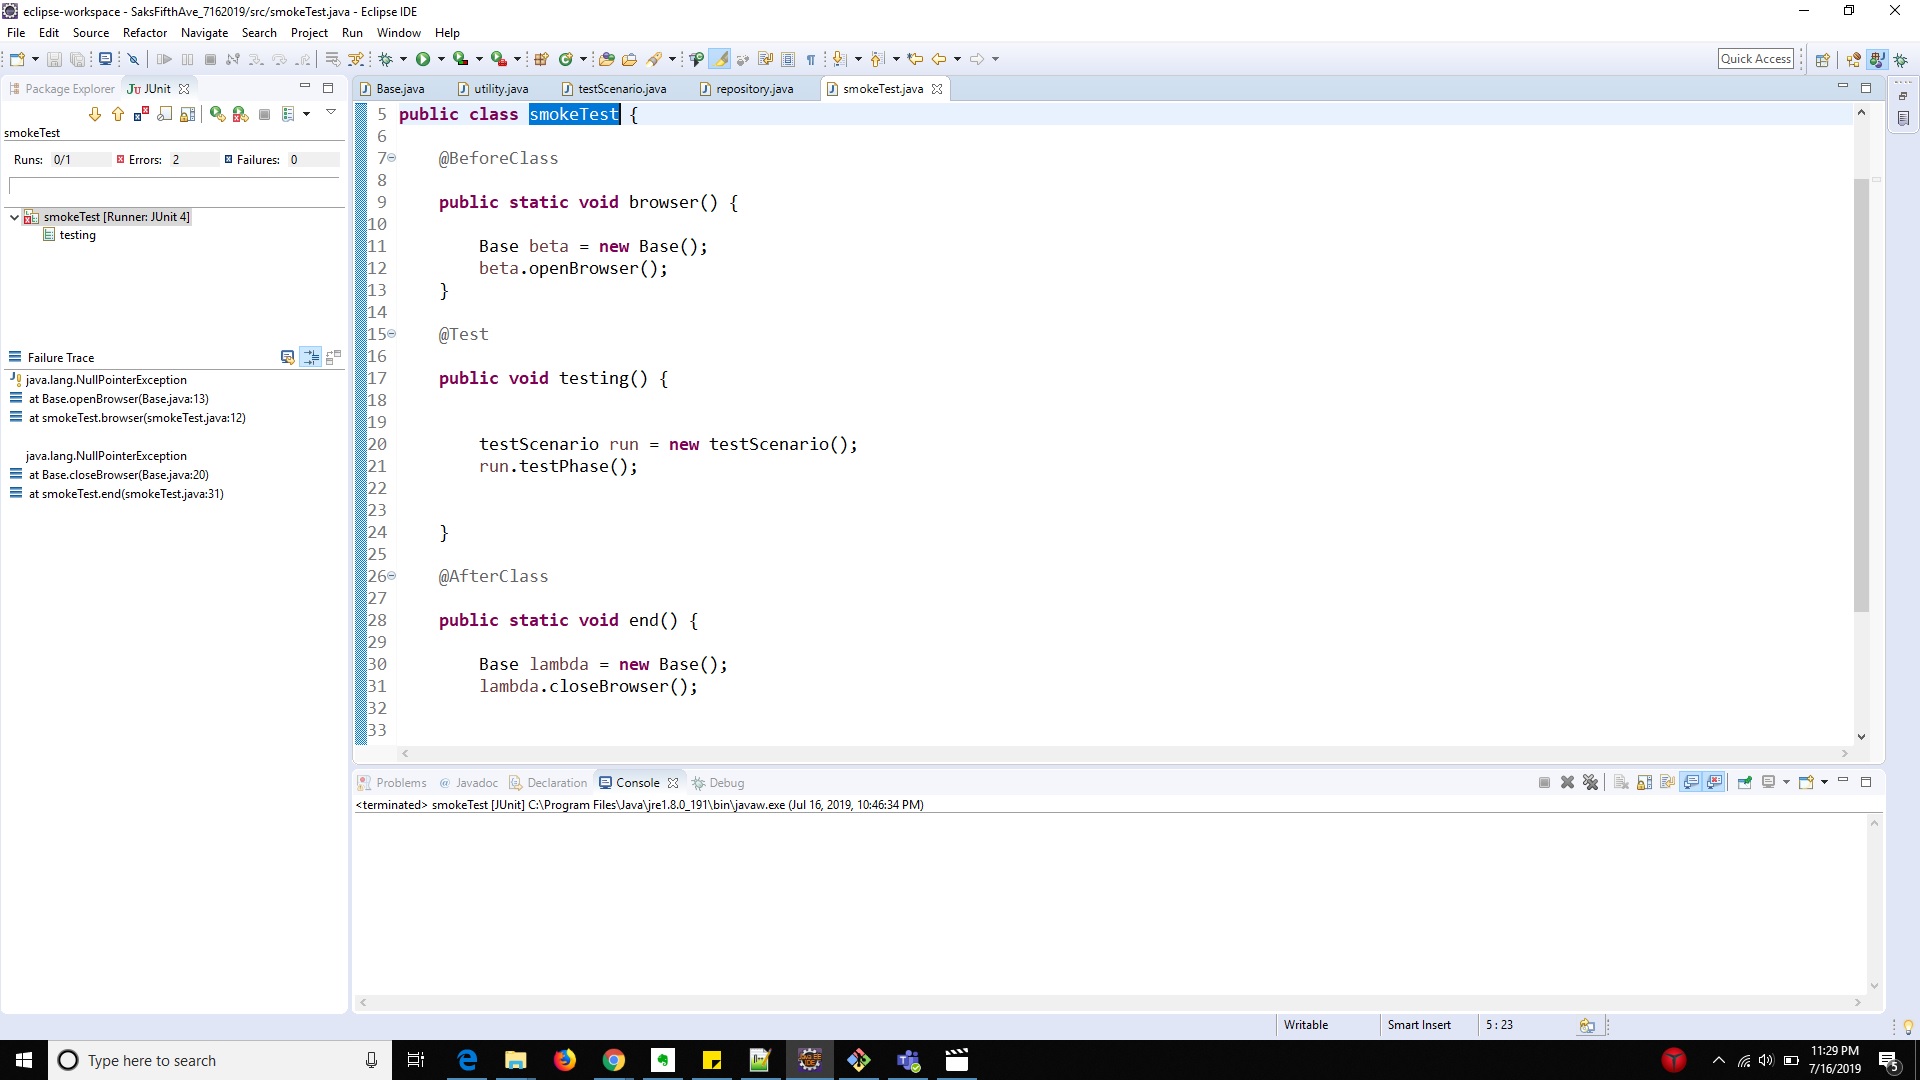 eclipse-workspace - SaksFifthAve_7162019/src/smokeTest.java - Eclipse IDE
File Edit Source Refactor Navigate Search Project Run Window Help
Quick Access
Package Explorer JUnit
Base.java utility.java testScenario.java repository.java smokeTest.java
smokeTest
Runs: 0/1 Errors: 2 Failures: 0
smokeTest [Runner: JUnit 4]
testing
Failure Trace
java.lang.NullPointerException
at Base.openBrowser(Base.java:13)
at smokeTest.browser(smokeTest.java:12)
java.lang.NullPointerException
at Base.closeBrowser(Base.java:20)
at smokeTest.end(smokeTest.java:31)
5 public class smokeTest {
6
7 @BeforeClass
8
9 public static void browser() {
10
11 Base beta = new Base();
12 beta.openBrowser();
13 }
14
15 @Test
16
17 public void testing() {
18
19
20 testScenario run = new testScenario();
21 run.testPhase();
22
23
24 }
25
26 @AfterClass
27
28 public static void end() {
29
30 Base lambda = new Base();
31 lambda.closeBrowser();
32
33
Problems Javadoc Declaration Console Debug
<terminated> smokeTest [JUnit] C:\Program Files\Java\jre1.8.0_191\bin\javaw.exe (Jul 16, 2019, 10:46:34 PM)
Writable Smart Insert 5 : 23
Type here to search
11:29 PM
7/16/2019
5